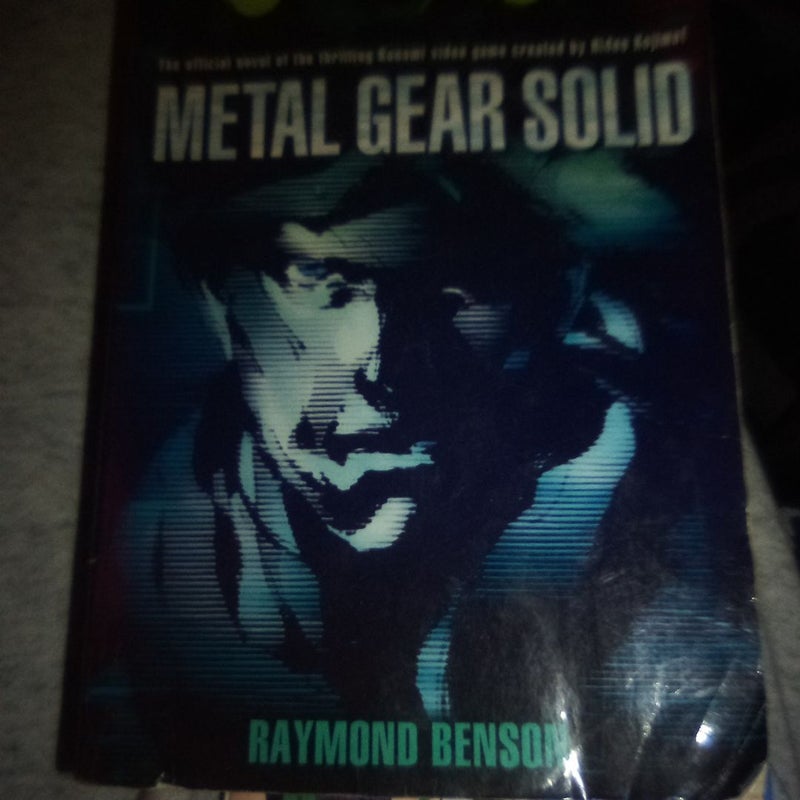 The official novel of the thrilling Konami video game created by Hideo Kojima!
METAL GEAR SOLID
RAYMOND BENSON